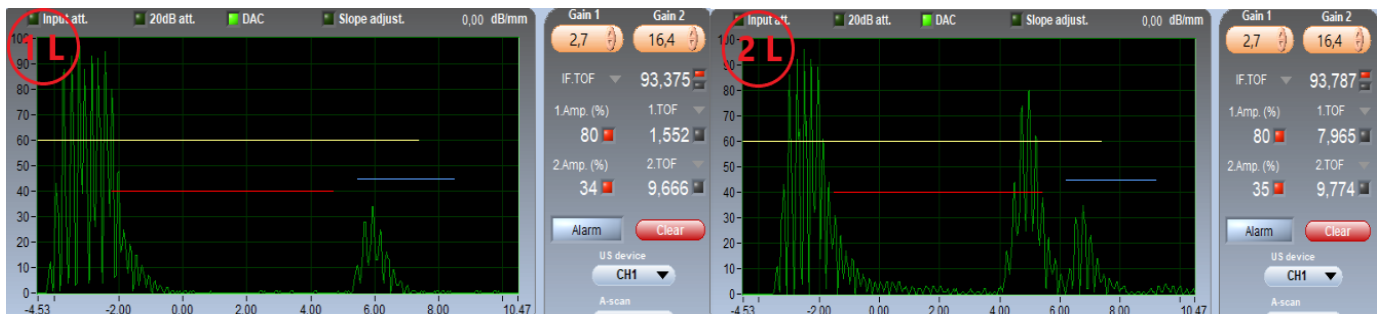 Input att. 20dB att. DAC Slope adjust. 0,00 dB/mm
Gain 1 Gain 2
2,7 16,4
1 L
100
90
80
70
60
50
40
30
20
10
0
-4.53 -2.00 0.00 2.00 4.00 6.00 8.00 10.47
IF.TOF 93,375
1.Amp. (%) 1.TOF
80 1,552
2.Amp. (%) 2.TOF
34 9,666
Alarm Clear
US device
CH1
A-scan
Input att. 20dB att. DAC Slope adjust. 0,00 dB/mm
Gain 1 Gain 2
2,7 16,4
2 L
100
90
80
70
60
50
40
30
20
10
0
-4.53 -2.00 0.00 2.00 4.00 6.00 8.00 10.47
IF.TOF 93,787
1.Amp. (%) 1.TOF
80 7,965
2.Amp. (%) 2.TOF
35 9,774
Alarm Clear
US device
CH1
A-scan